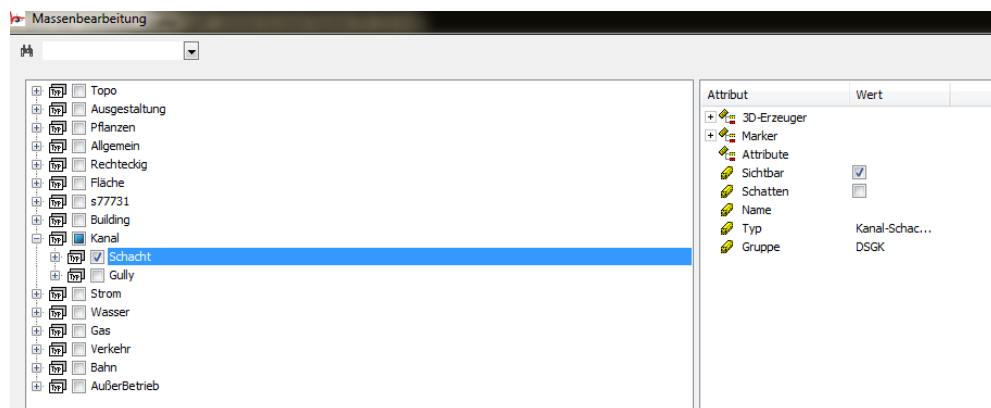 Massenbearbeitung
Topo
Ausgestaltung
Pflanzen
Allgemein
Rechteckig
Fläche
s77731
Building
Kanal
Schacht
Gully
Strom
Wasser
Gas
Verkehr
Bahn
AußerBetrieb
Attribut Wert
3D-Erzeuger
Marker
Attribute
Sichtbar
Schatten
Name
Typ Kanal-Schac...
Gruppe DSGK